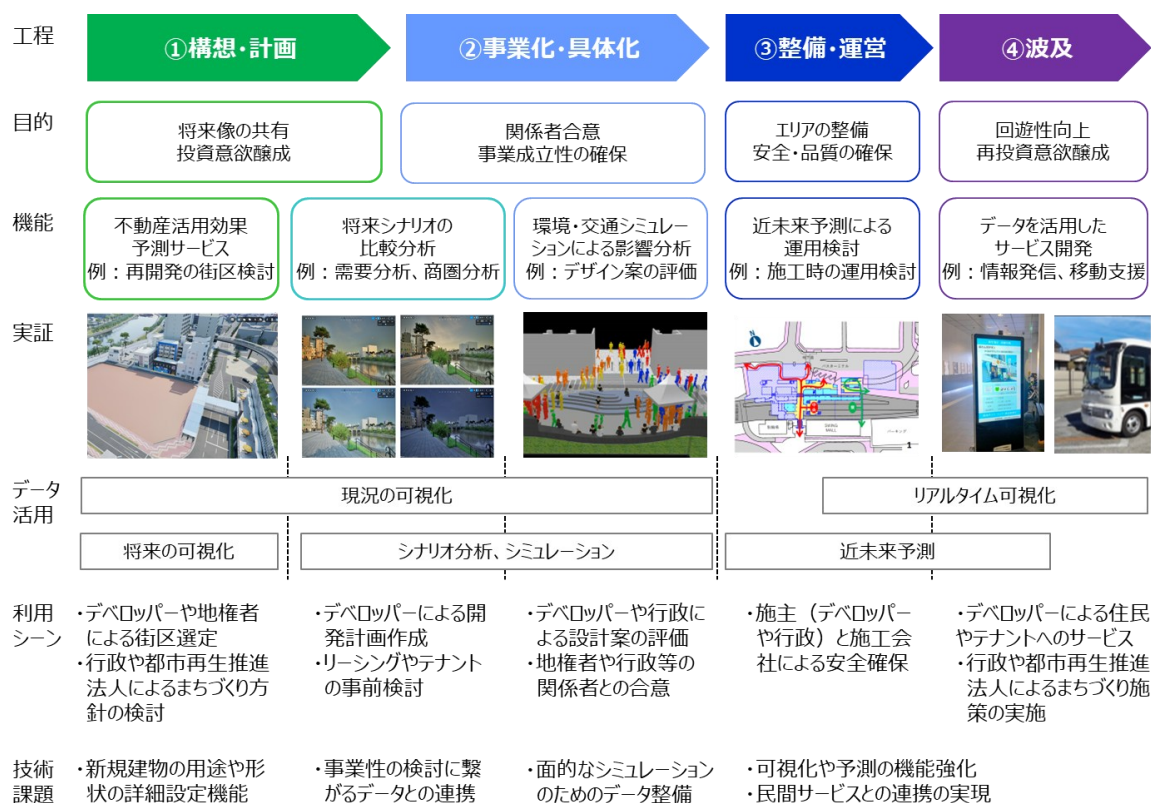 工程
①構想・計画
②事業化・具体化
③整備・運営
④波及
目的
将来像の共有
投資意欲醸成
関係者合意
事業成立性の確保
エリアの整備
安全・品質の確保
回遊性向上
再投資意欲醸成
機能
不動産活用効果
予測サービス
例：再開発の街区検討
将来シナリオの
比較分析
例：需要分析、商圏分析
環境・交通シミュレー
ションによる影響分析
例：デザイン案の評価
近未来予測による
運用検討
例：施工時の運用検討
データを活用した
サービス開発
例：情報発信、移動支援
実証
1
データ
活用
現況の可視化
リアルタイム可視化
将来の可視化
シナリオ分析、シミュレーション
近未来予測
利用
シーン
・デベロッパーや地権者
による街区選定
・行政や都市再生推進
法人によるまちづくり方
針の検討
・デベロッパーによる開
発計画作成
・リーシングやテナント
の事前検討
・デベロッパーや行政に
よる設計案の評価
・地権者や行政等の
関係者との合意
・施主（デベロッパー
や行政）と施工会
社による安全確保
・デベロッパーによる住民
やテナントへのサービス
・行政や都市再生推進
法人によるまちづくり施
策の実施
技術
課題
・新規建物の用途や形
状の詳細設定機能
・事業性の検討に繋
がるデータとの連携
・面的なシミュレーション
のためのデータ整備
・可視化や予測の機能強化
・民間サービスとの連携の実現